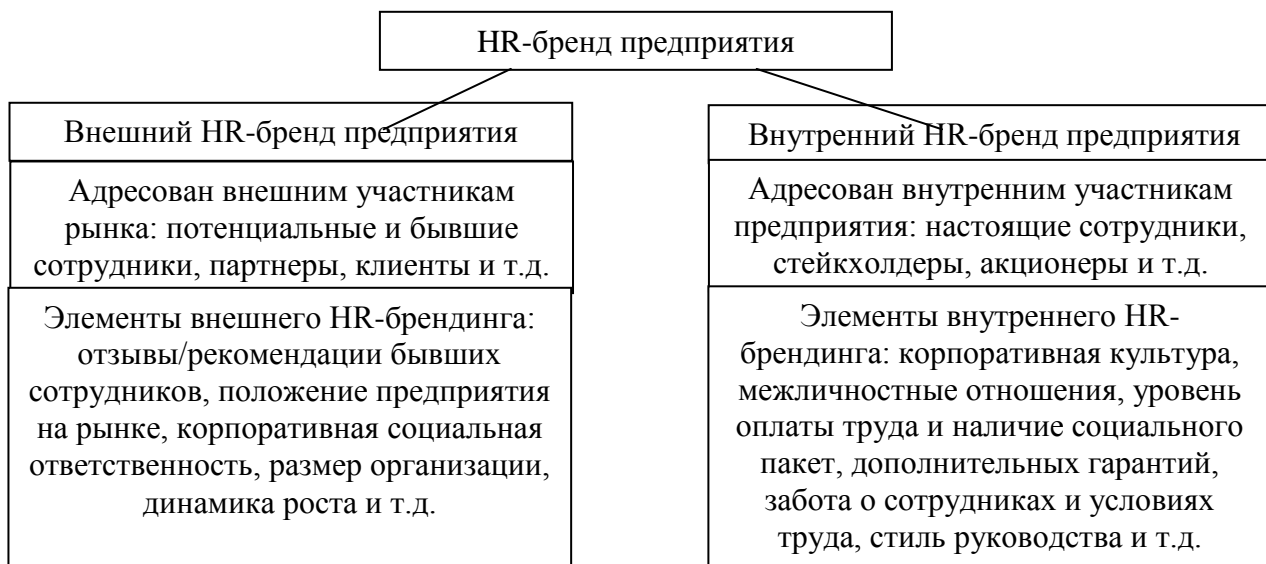 HR-бренд предприятия
Внешний HR-бренд предприятия
Адресован внешним участникам
рынка: потенциальные и бывшие
сотрудники, партнеры, клиенты и т.д.
Элементы внешнего HR-брендинга:
отзывы/рекомендации бывших
сотрудников, положение предприятия
на рынке, корпоративная социальная
ответственность, размер организации,
динамика роста и т.д.
Внутренний HR-бренд предприятия
Адресован внутренним участникам
предприятия: настоящие сотрудники,
стейкхолдеры, акционеры и т.д.
Элементы внутреннего HR-
брендинга: корпоративная культура,
межличностные отношения, уровень
оплаты труда и наличие социального
пакет, дополнительных гарантий,
забота о сотрудниках и условиях
труда, стиль руководства и т.д.